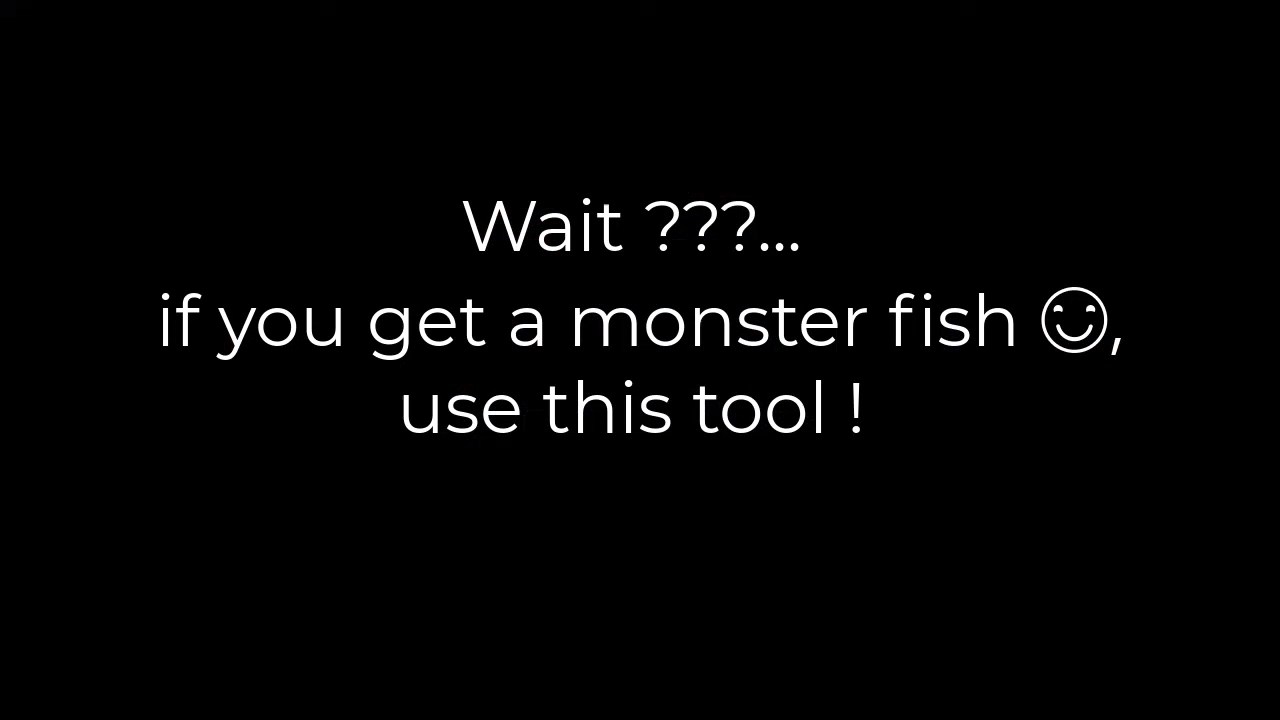 Wait ???...
if you get a monster fish ☺,
use this tool !